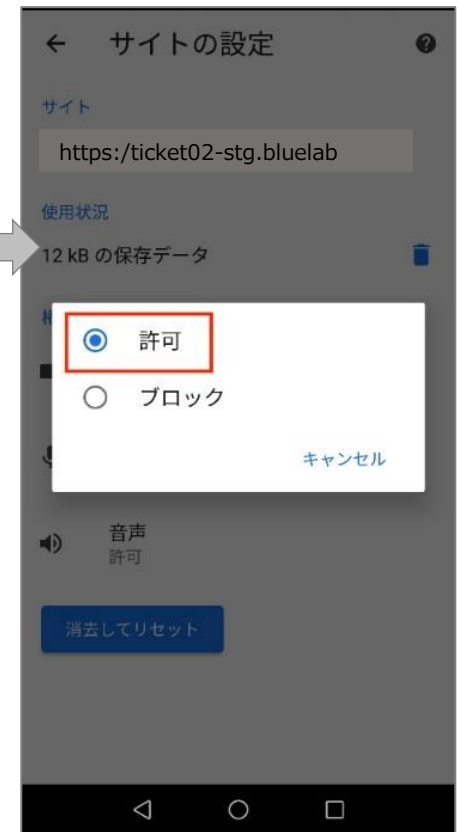 サイトの設定
サイト
https:/ticket02-stg.bluelab
使用状況
12 kB の保存データ
許可
ブロック
キャンセル
音声
許可
消去してリセット